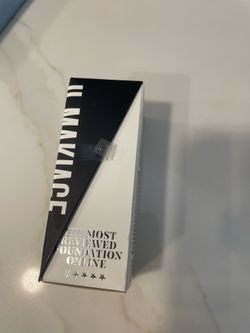 IL MAKIAGE
THE MOST
REVIEWED
FOUNDATION
ONLINE
★★★★★